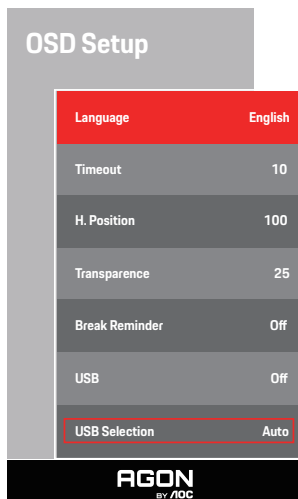 OSD Setup
Language English
Timeout 10
H. Position 100
Transparence 25
Break Reminder Off
USB Off
USB Selection Auto
AGON
BY AOC